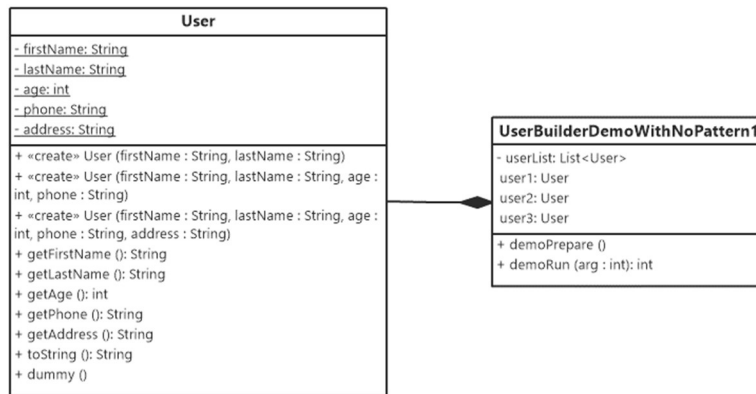 User
- firstName: String
- lastName: String
- age: int
- phone: String
- address: String
+ «create» User (firstName : String, lastName : String)
+ «create» User (firstName : String, lastName : String, age :
int, phone : String)
+ «create» User (firstName : String, lastName : String, age :
int, phone : String, address : String)
+ getFirstName (): String
+ getLastName (): String
+ getAge (): int
+ getPhone (): String
+ getAddress (): String
+ toString (): String
+ dummy ()
UserBuilderDemoWithNoPattern1
- userList: List<User>
user1: User
user2: User
user3: User
+ demoPrepare ()
+ demoRun (arg : int): int